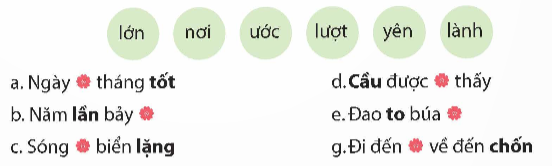 lớn nơi ước lượt yên lành
a. Ngày tháng tốt
b. Năm lần bảy
c. Sóng biển lặng
d.Cầu được thấy
e.Đao to búa
g.Đi đến về đến chốn